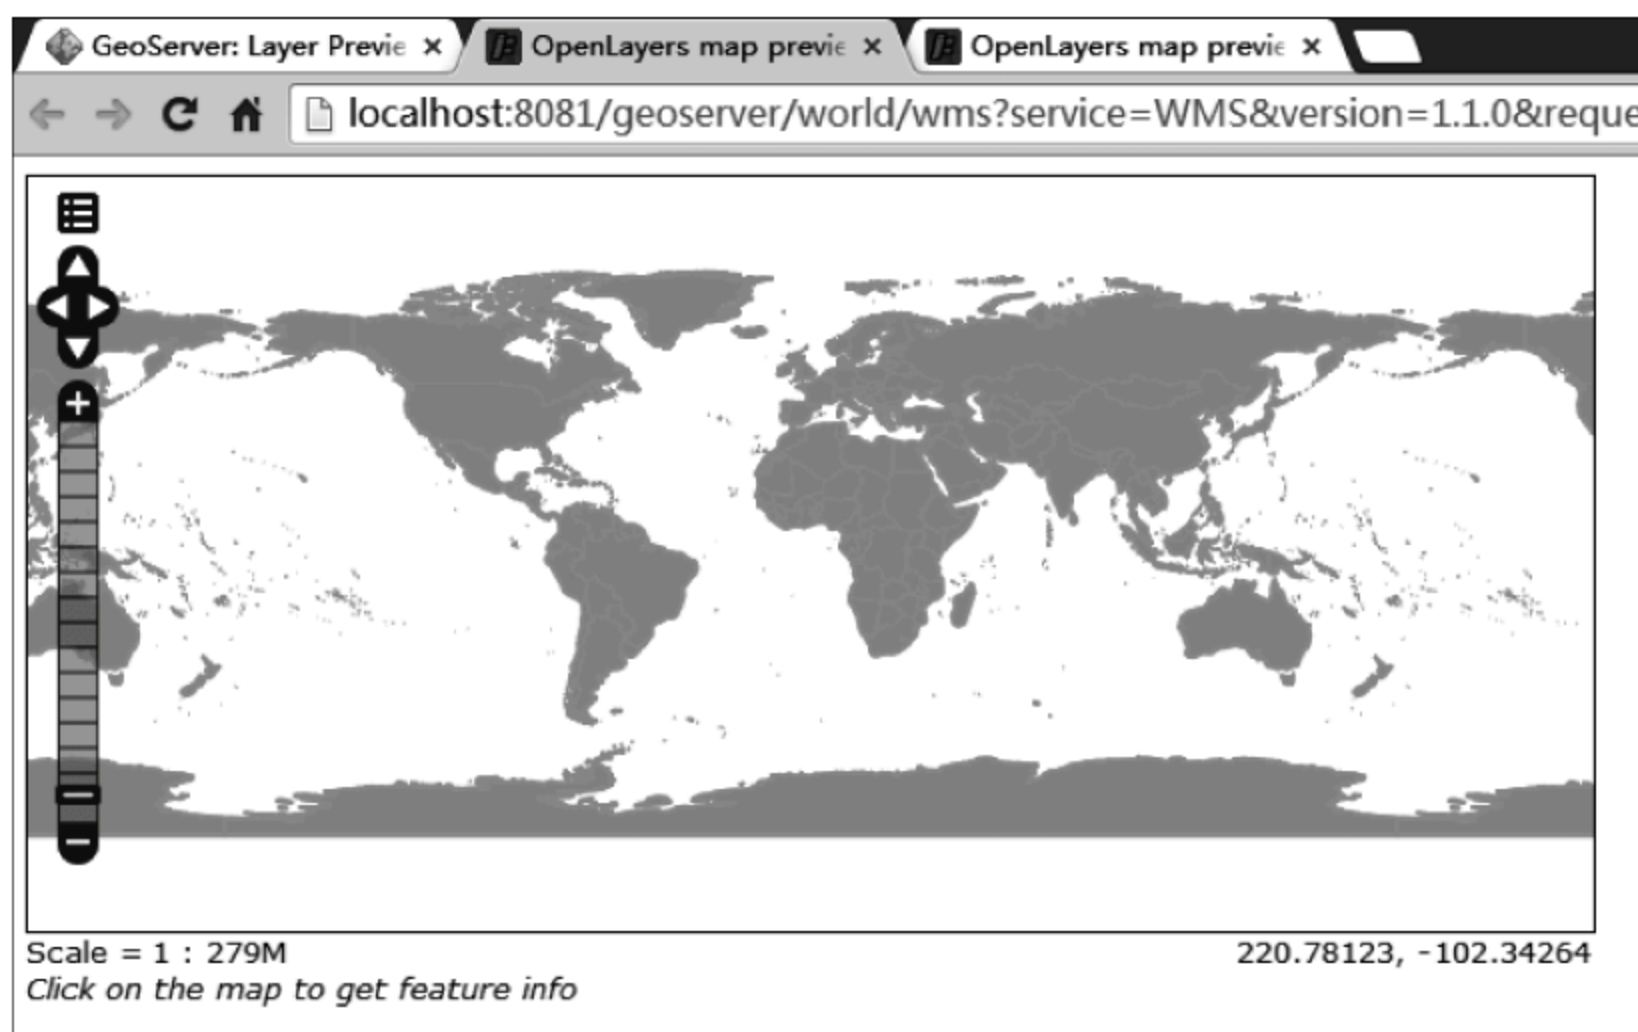 GeoServer: Layer Previe
OpenLayers map previe
OpenLayers map previe
localhost:8081/geoserver/world/wms?service=WMS&version=1.1.0&reque
Scale = 1 : 279M
220.78123, -102.34264
Click on the map to get feature info